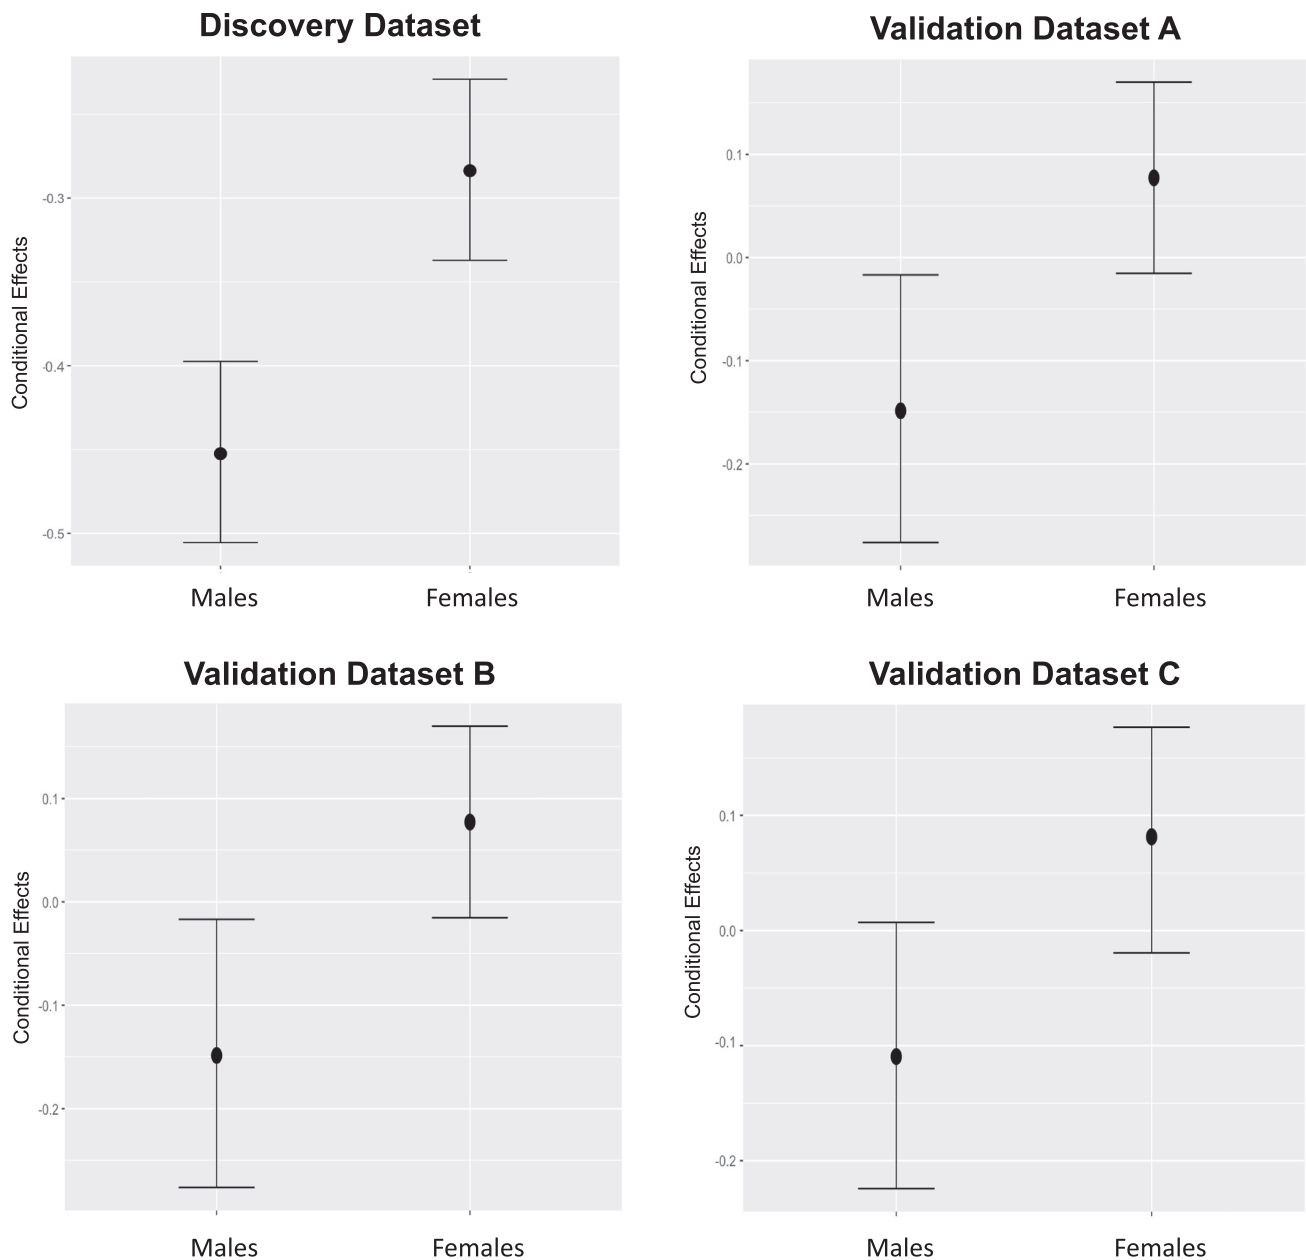 Discovery Dataset
Conditional Effects
-0.3
-0.4
-0.5
Males
Females
Validation Dataset A
Conditional Effects
0.1
0.0
-0.1
-0.2
Males
Females
Validation Dataset B
Conditional Effects
0.1
0.0
-0.1
-0.2
Males
Females
Validation Dataset C
Conditional Effects
0.1
0.0
-0.1
-0.2
Males
Females